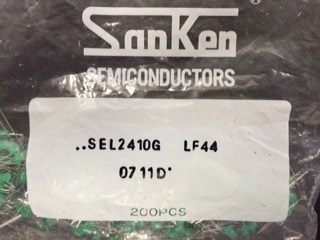 SanKen
SEMICONDUCTORS
..SEL2410G LF44
0711D
200PCS